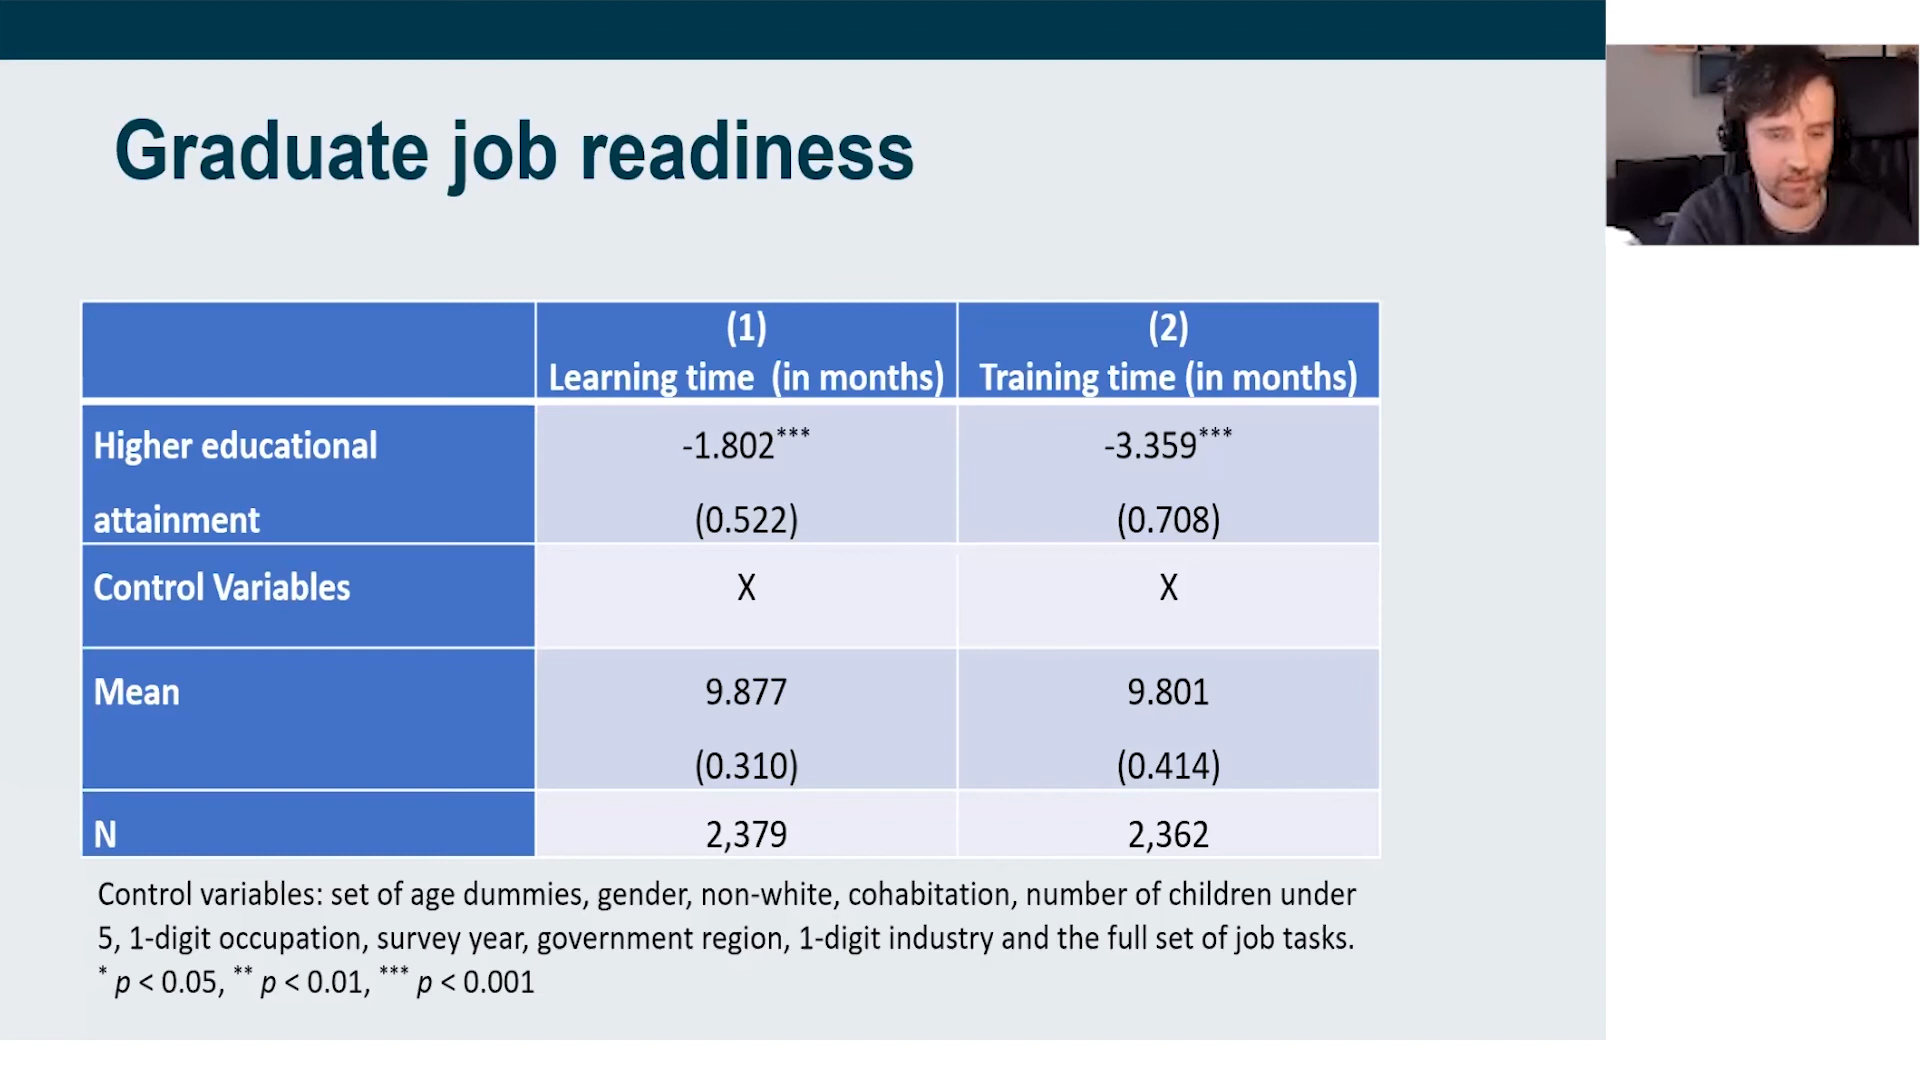 Graduate job readiness
(1)
Learning time (in months)
(2)
Training time (in months)
Higher educational
attainment
-1.802***
(0.522)
-3.359***
(0.708)
Control Variables
X
X
Mean
9.877
(0.310)
9.801
(0.414)
N
2,379
2,362
Control variables: set of age dummies, gender, non-white, cohabitation, number of children under
5, 1-digit occupation, survey year, government region, 1-digit industry and the full set of job tasks.
* p < 0.05, ** p < 0.01, *** p < 0.001